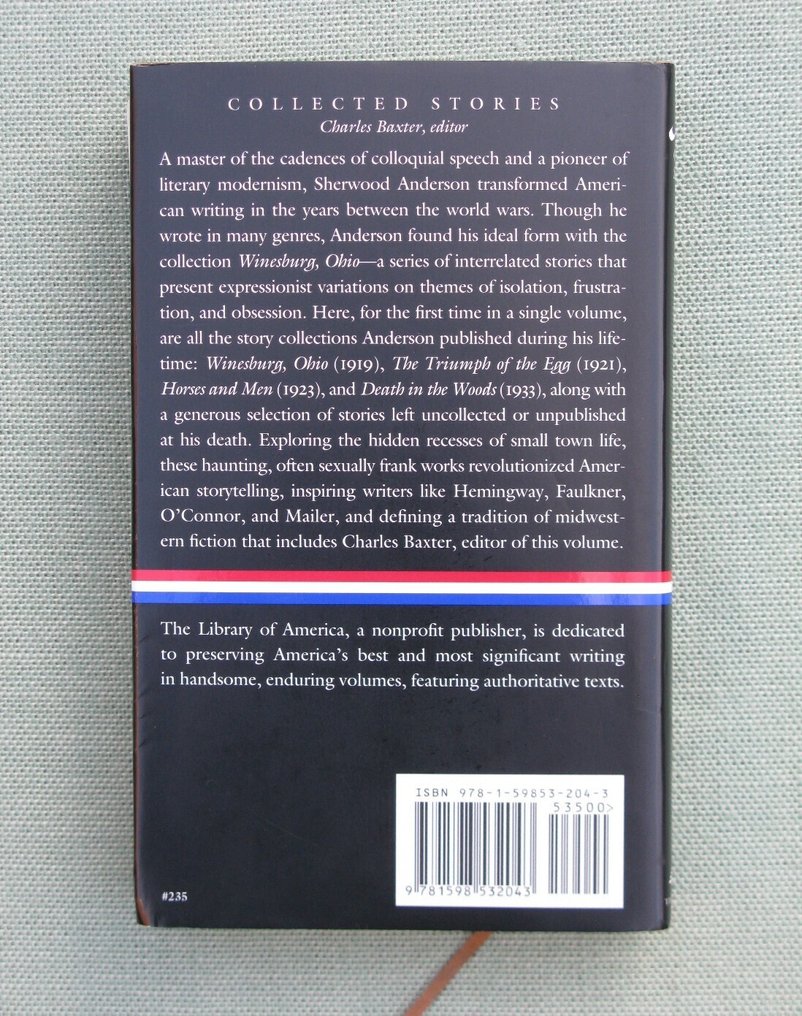 COLLECTED STORIES
Charles Baxter, editor
A master of the cadences of colloquial speech and a pioneer of
literary modernism, Sherwood Anderson transformed Ameri-
can writing in the years between the world wars. Though he
wrote in many genres, Anderson found his ideal form with the
collection Winesburg, Ohio—a series of interrelated stories that
present expressionist variations on themes of isolation, frustra-
tion, and obsession. Here, for the first time in a single volume,
are all the story collections Anderson published during his life-
time: Winesburg, Ohio (1919), The Triumph of the Egg (1921),
Horses and Men (1923), and Death in the Woods (1933), along with
a generous selection of stories left uncollected or unpublished
at his death. Exploring the hidden recesses of small town life,
these haunting, often sexually frank works revolutionized Amer-
ican storytelling, inspiring writers like Hemingway, Faulkner,
O'Connor, and Mailer, and defining a tradition of midwest-
ern fiction that includes Charles Baxter, editor of this volume.
The Library of America, a nonprofit publisher, is dedicated
to preserving America's best and most significant writing
in handsome, enduring volumes, featuring authoritative texts.
ISBN 978-1-59853-204-3
53500>
9 781598 532043
#235